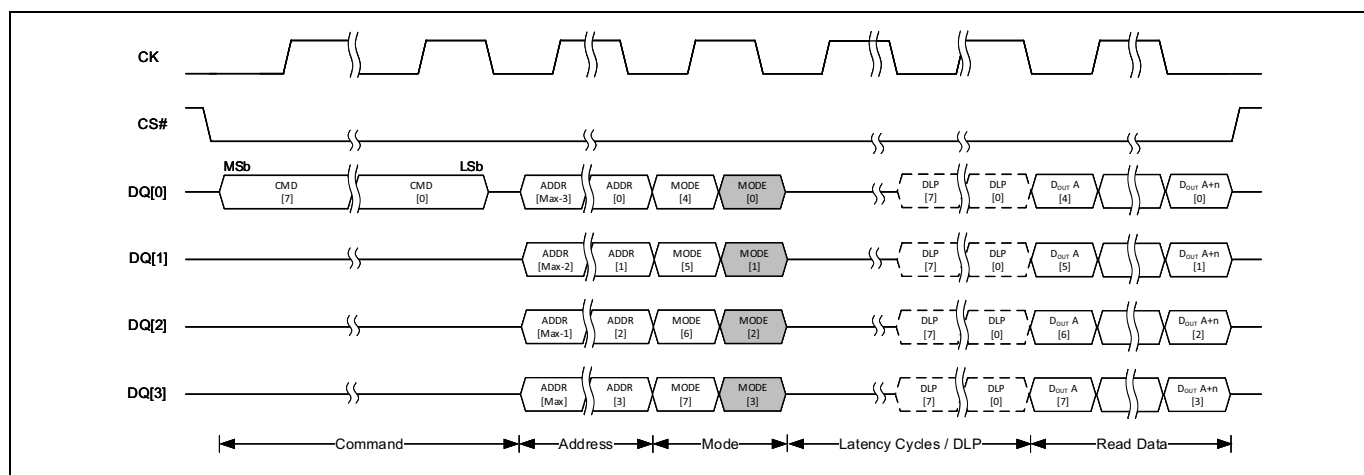 CK
CS#
MSb LSb
DQ[0] CMD [7] CMD [0] ADDR [Max-3] ADDR [0] MODE [4] MODE [0] DLP [7] DLP [0] DOUT A [4] DOUT A+n [0]
DQ[1] ADDR [Max-2] ADDR [1] MODE [5] MODE [1] DLP [7] DLP [0] DOUT A [5] DOUT A+n [1]
DQ[2] ADDR [Max-1] ADDR [2] MODE [6] MODE [2] DLP [7] DLP [0] DOUT A [6] DOUT A+n [2]
DQ[3] ADDR [Max] ADDR [3] MODE [7] MODE [3] DLP [7] DLP [0] DOUT A [7] DOUT A+n [3]
Command Address Mode Latency Cycles / DLP Read Data